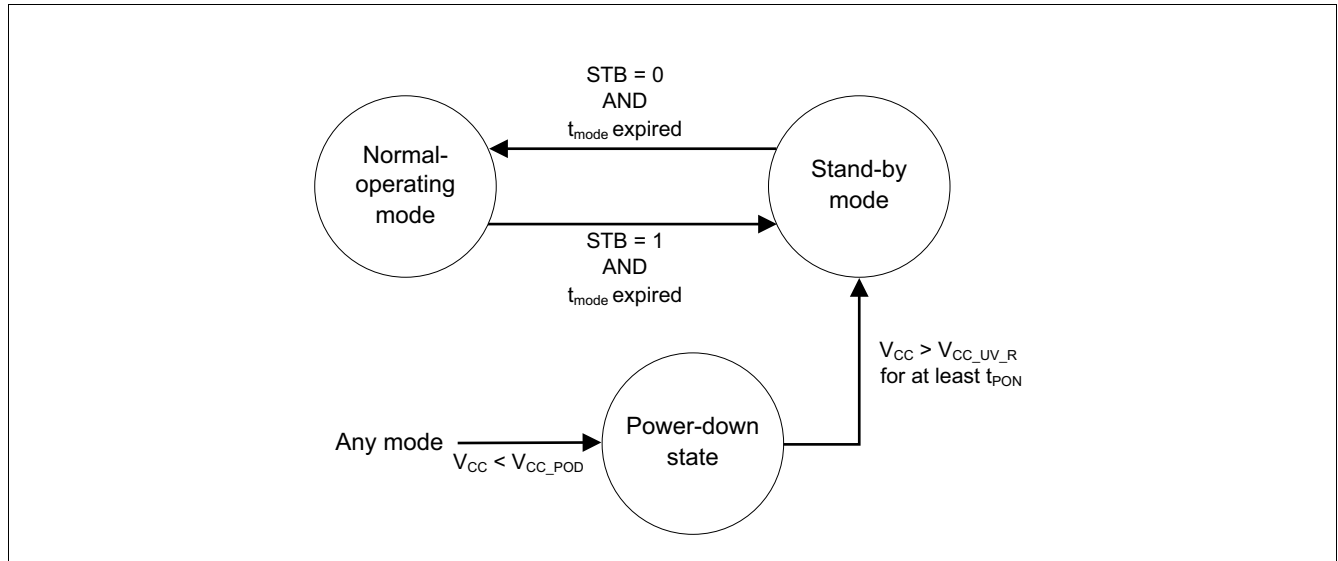 STB = 0
AND
tmode expired
Normal-
operating
mode
Stand-by
mode
STB = 1
AND
tmode expired
VCC > VCC_UV_R
for at least tPON
Power-down
state
Any mode
VCC < VCC_POD